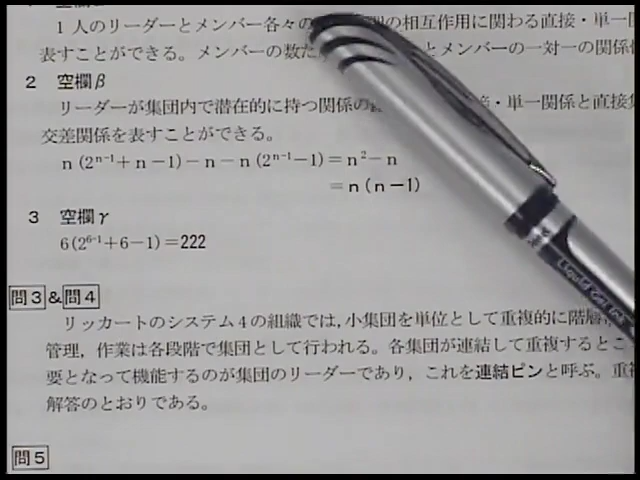 1人のリーダーとメンバー各々の 理の相互作用に関わる直接・単一
表すことができる。メンバーの数だ とメンバーの一対一の関係
2 空欄β
リーダーが集団内で潜在的に持つ関係の 接・単一関係と直接
交差関係を表すことができる。
n(2ⁿ⁻¹+n−1)−n−n(2ⁿ⁻¹−1)=n²−n
=n(n−1)
3 空欄γ
6(2⁶⁻¹+6−1)=222
問3&問4
リッカートのシステム4の組織では,小集団を単位として重複的に階層
管理,作業は各段階で集団として行われる。各集団が連結して重複するとこ
要となって機能するのが集団のリーダーであり,これを連結ピンと呼ぶ。重複
解答のとおりである。
問5
Liquid Gel Ink